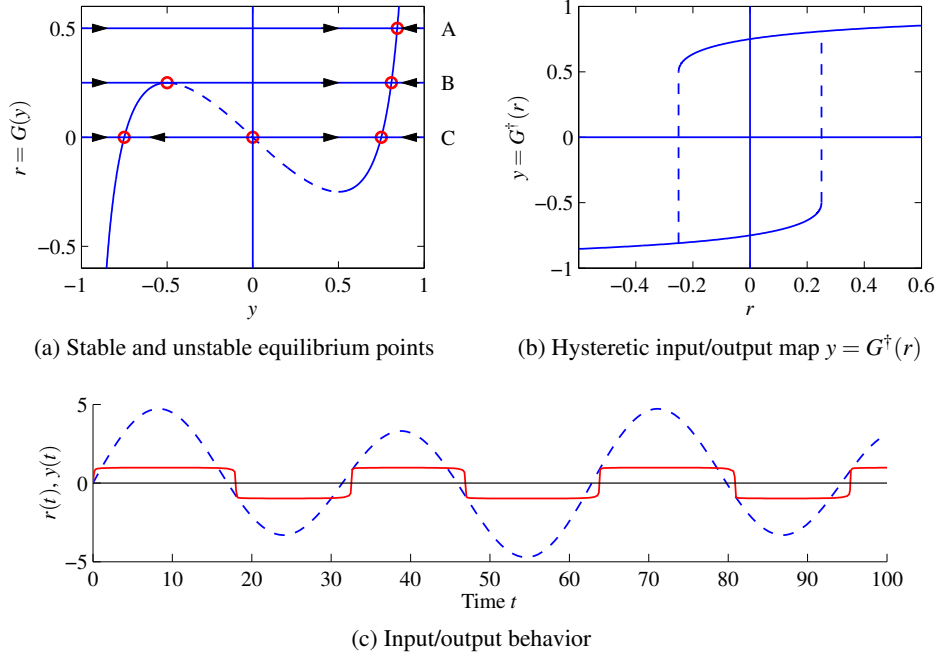 0.5
0
−0.5
r = G(y)
A
B
C
−1
−0.5
0
0.5
1
y
(a) Stable and unstable equilibrium points
1
0.5
0
−0.5
−1
y = G†(r)
−0.4
−0.2
0
0.2
0.4
0.6
r
(b) Hysteretic input/output map y = G†(r)
5
0
−5
r(t), y(t)
0 10 20 30 40 50 60 70 80 90 100
Time t
(c) Input/output behavior